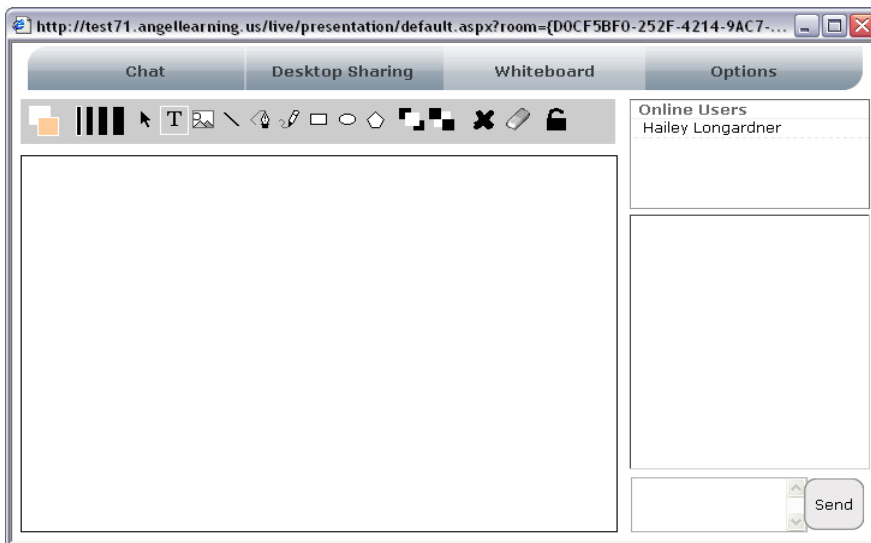 http://test71.angellearning.us/live/presentation/default.aspx?room={D0CF5BF0-252F-4214-9AC7-...
Chat Desktop Sharing Whiteboard Options
T
Online Users
Hailey Longardner
Send